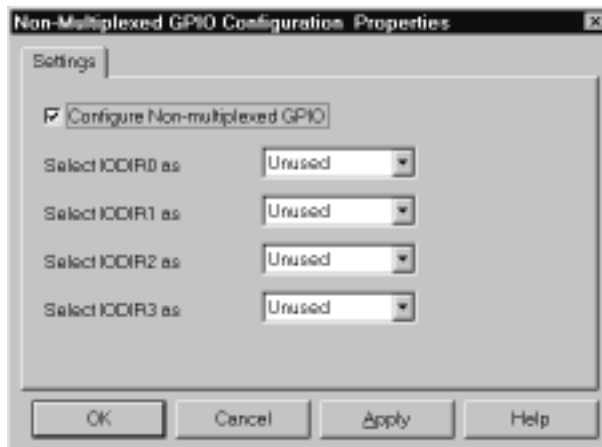 Non-Multiplexed GPIO Configuration Properties
Settings
Configure Non-multiplexed GPIO
Select IODIR0 as Unused
Select IODIR1 as Unused
Select IODIR2 as Unused
Select IODIR3 as Unused
OK Cancel Apply Help